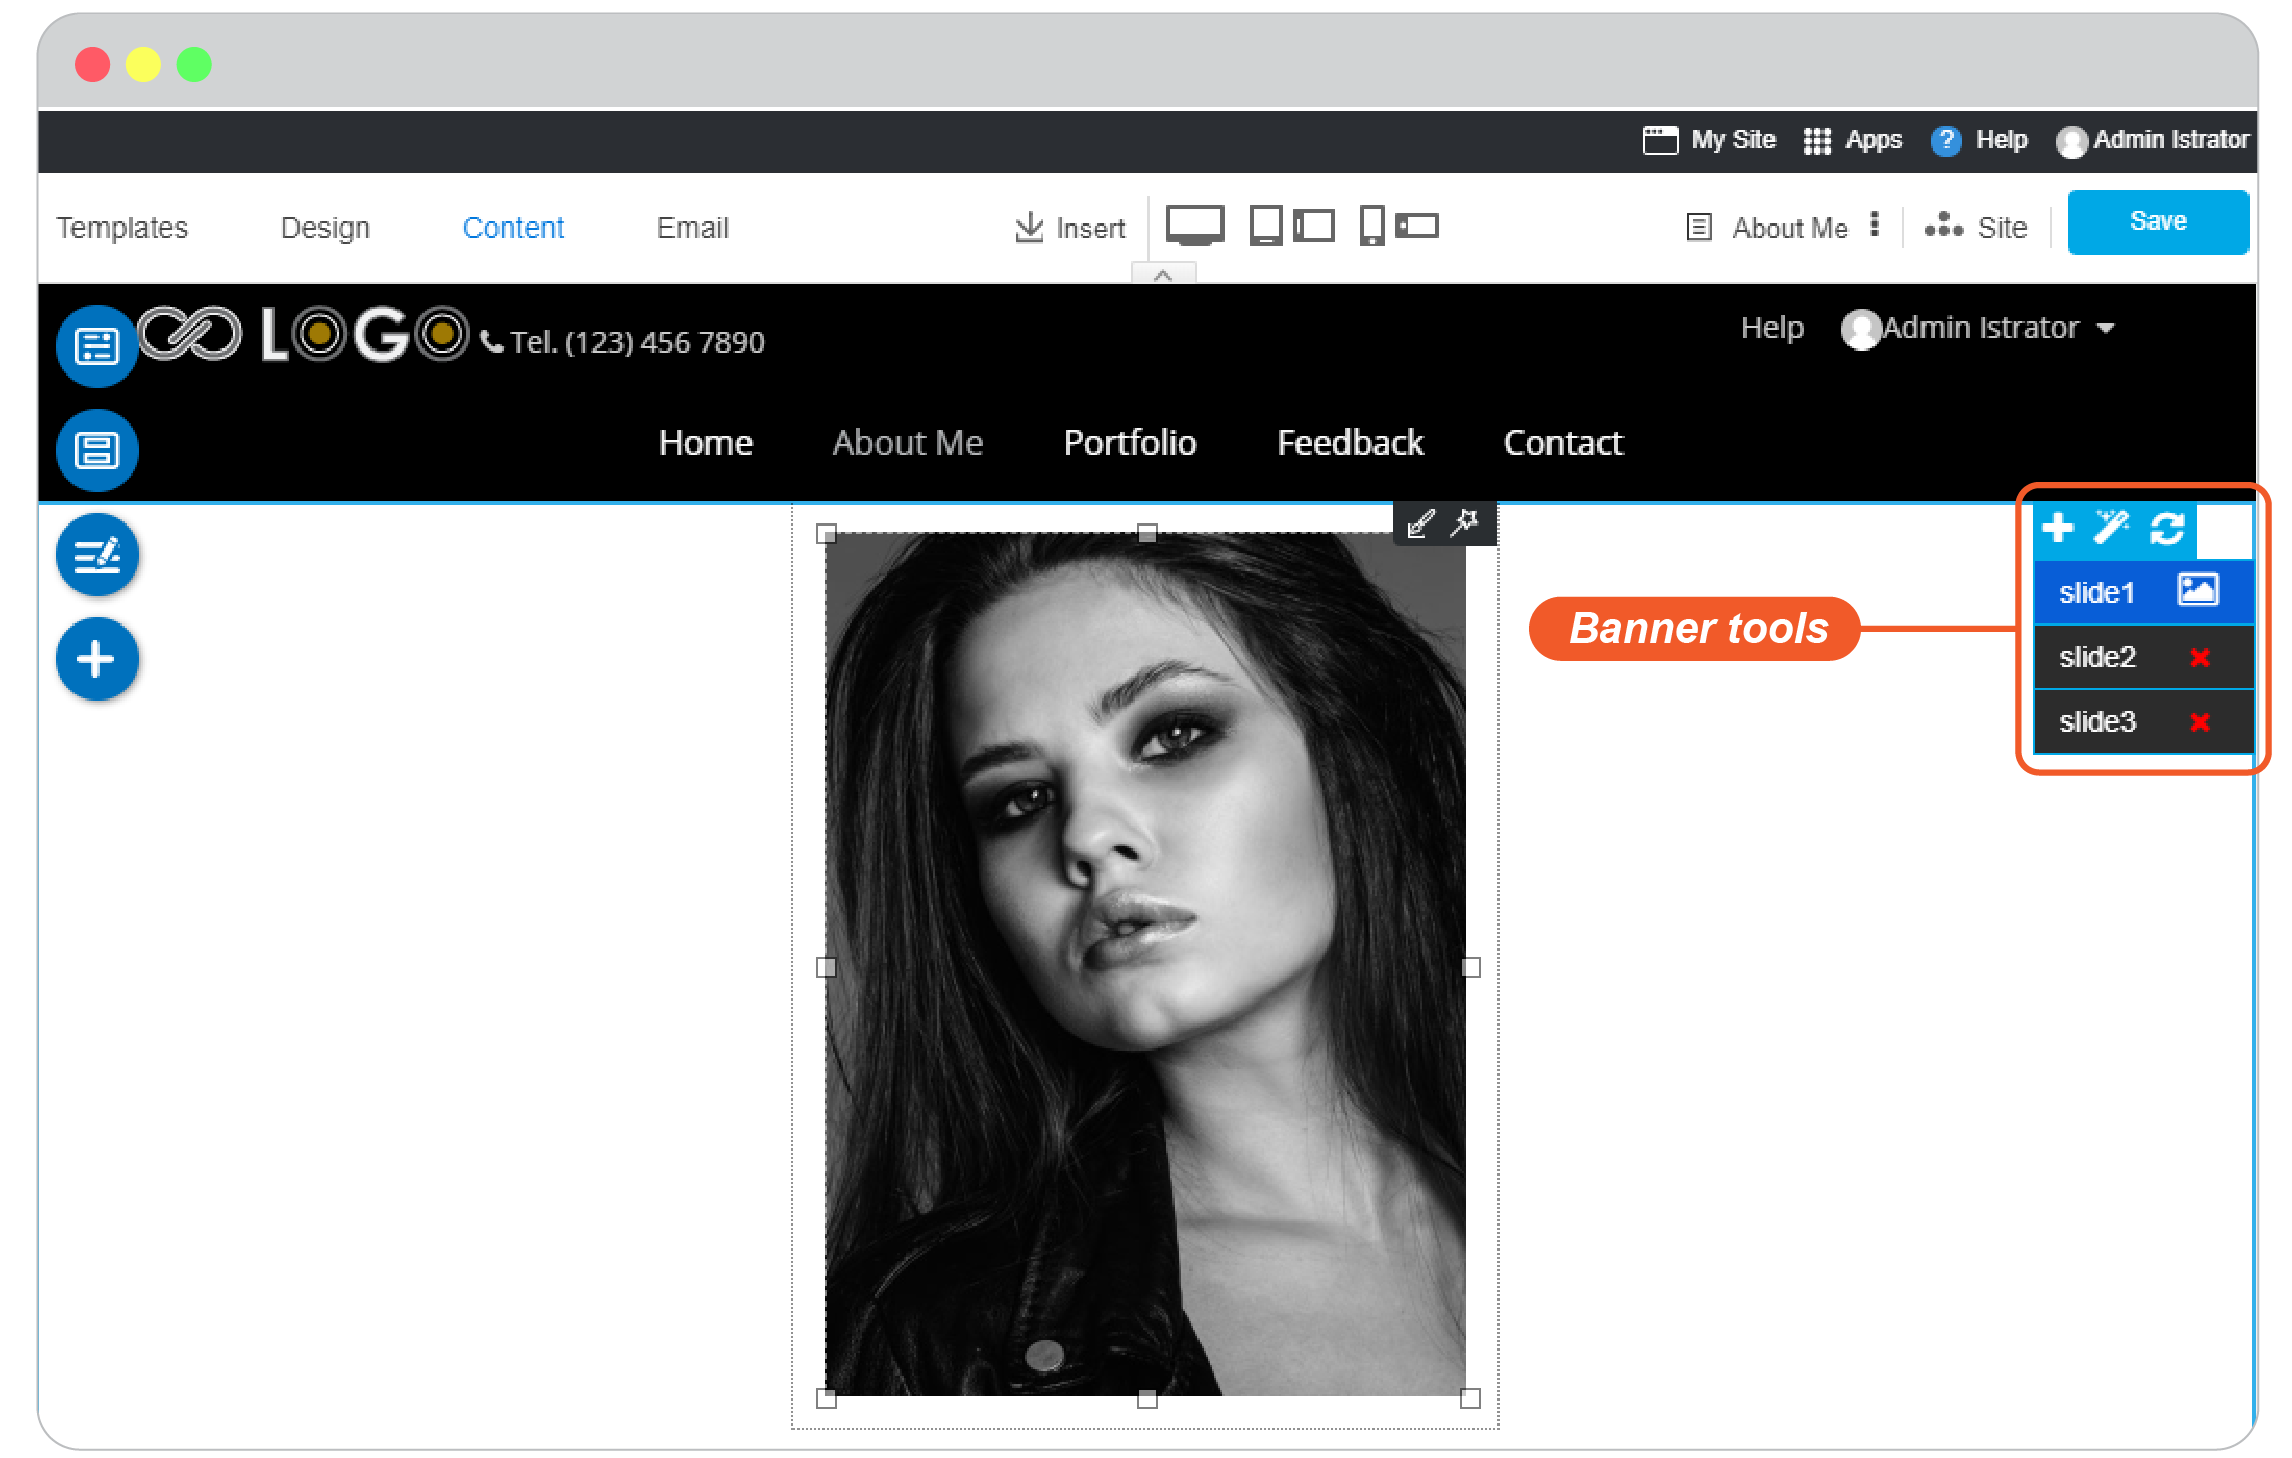 My Site Apps ? Help Admin Istrator
Templates Design Content Email Insert About Me Site Save
LOGO Tel. (123) 456 7890 Help Admin Istrator
Home About Me Portfolio Feedback Contact
slide1
Banner tools
slide2
slide3